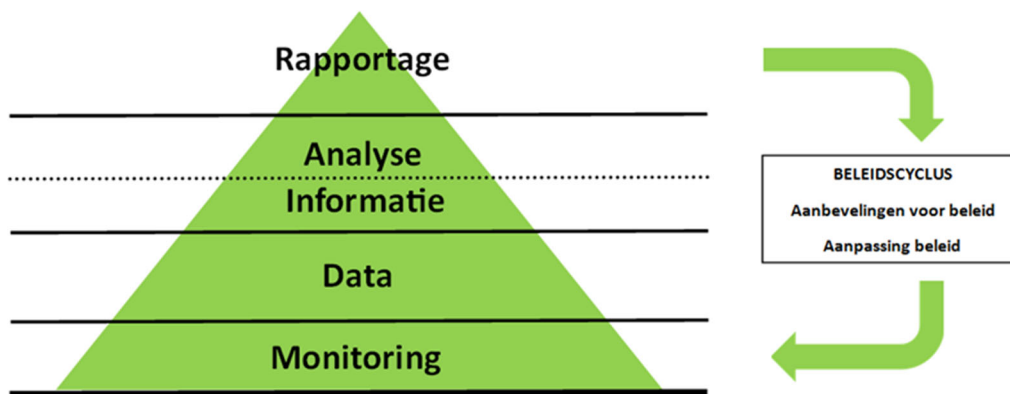 Rapportage
Analyse
Informatie
Data
Monitoring
BELEIDSCYCLUS
Aanbevelingen voor beleid
Aanpassing beleid